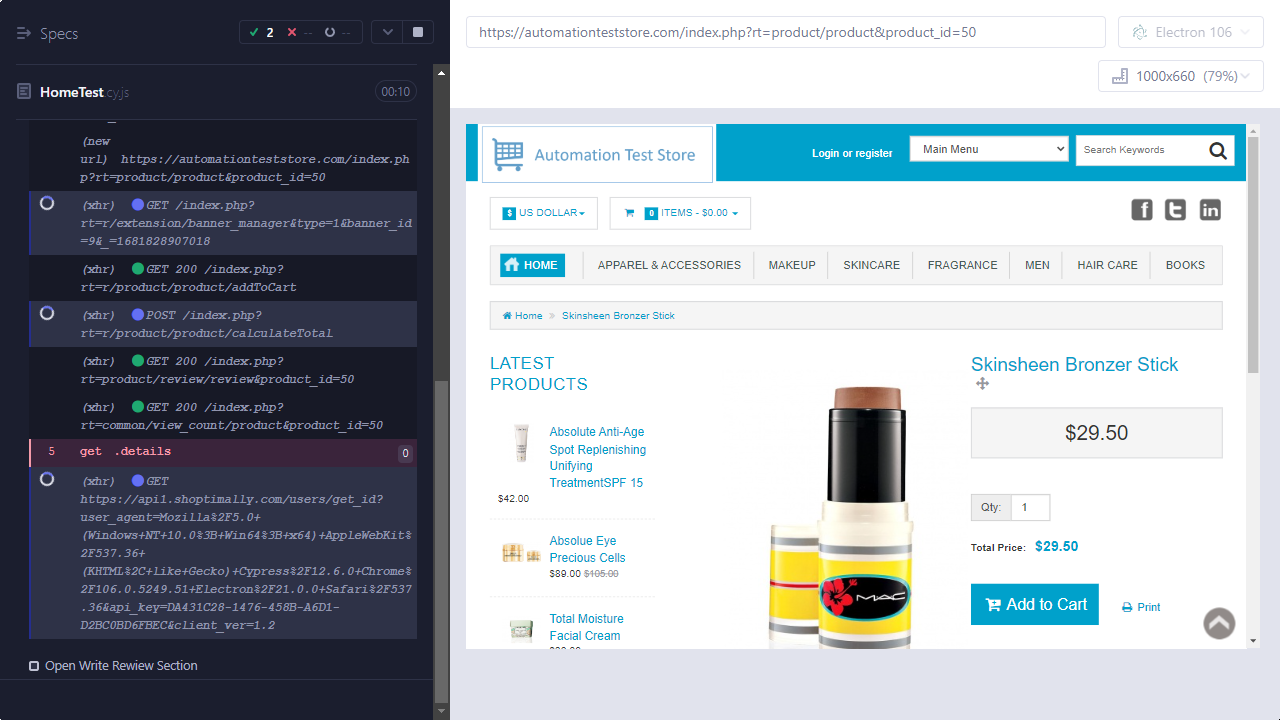 Specs
2
--
--
HomeTest.cy.js
00:10
(new
url) https://automationteststore.com/index.ph
p?rt=product/product&product_id=50
(xhr) GET /index.php?
rt=r/extension/banner_manager&type=1&banner_id
=9&_=1681828907018
(xhr) GET 200 /index.php?
rt=r/product/product/addToCart
(xhr) POST /index.php?
rt=r/product/product/calculateTotal
(xhr) GET 200 /index.php?
rt=product/review/review&product_id=50
(xhr) GET 200 /index.php?
rt=common/view_count/product&product_id=50
5 get .details 0
(xhr) GET
https://api1.shoptimally.com/users/get_id?
user_agent=Mozilla%2F5.0+
(Windows+NT+10.0%3B+Win64%3B+x64)+AppleWebKit%
2F537.36+
(KHTML%2C+like+Gecko)+Cypress%2F12.6.0+Chrome%
2F106.0.5249.51+Electron%2F21.0.0+Safari%2F537
.36&api_key=DA431C28-1476-458B-A6D1-
D2BC0BD6FBEC&client_ver=1.2
Open Write Rewiew Section
https://automationteststore.com/index.php?rt=product/product&product_id=50
Electron 106
1000x660 (79%)
Automation Test Store
Login or register
Main Menu
Search Keywords
$ US DOLLAR
0 ITEMS - $0.00
f t in
HOME
APPAREL & ACCESSORIES
MAKEUP
SKINCARE
FRAGRANCE
MEN
HAIR CARE
BOOKS
Home » Skinsheen Bronzer Stick
LATEST
PRODUCTS
Absolute Anti-Age
Spot Replenishing
Unifying
TreatmentSPF 15
$42.00
Absolue Eye
Precious Cells
$89.00 $105.00
Total Moisture
Facial Cream
MAC
Skinsheen Bronzer Stick
$29.50
Qty: 1
Total Price: $29.50
Add to Cart
Print